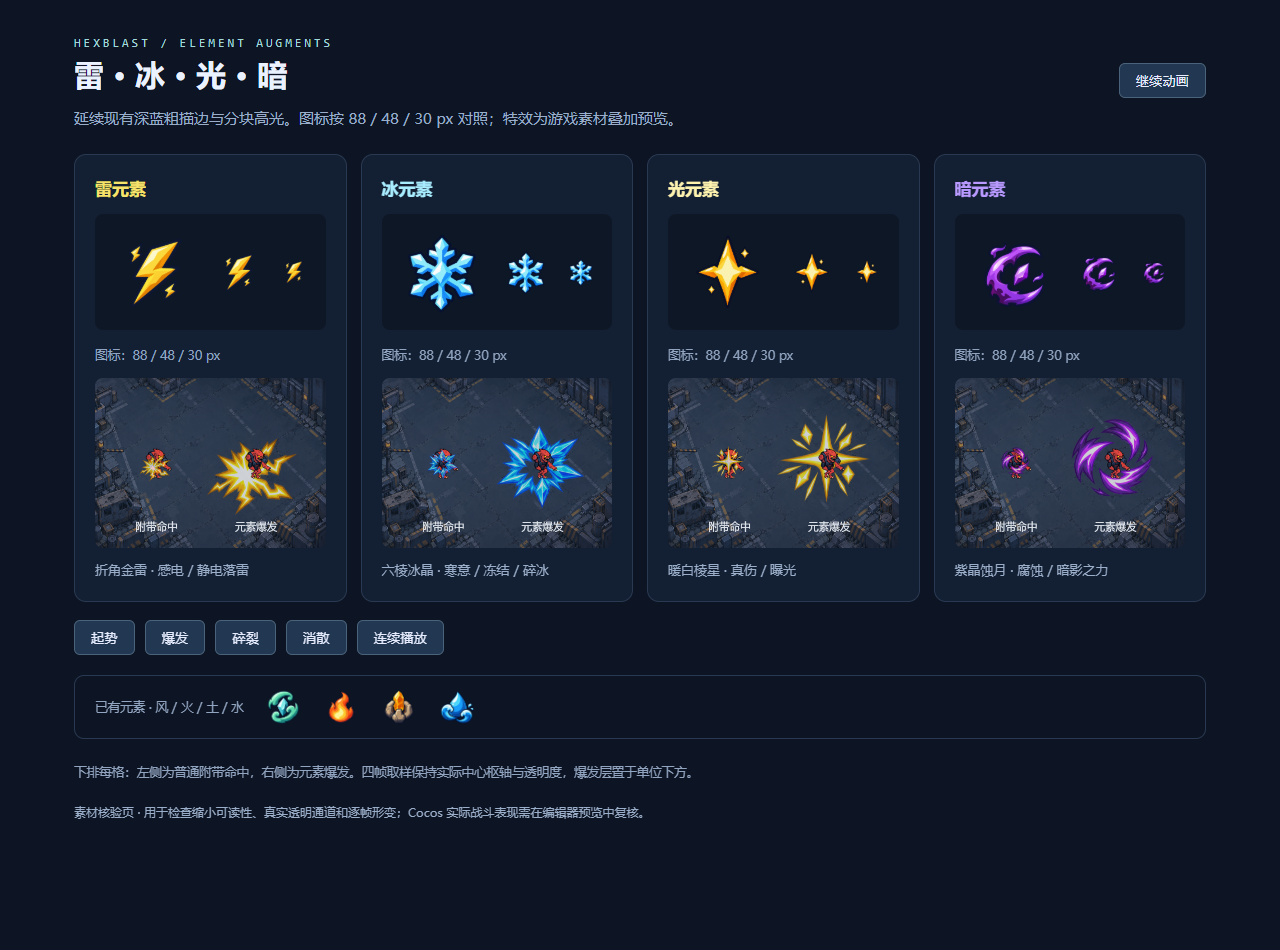 HEXBLAST / ELEMENT AUGMENTS
雷 · 冰 · 光 · 暗
继续动画
延续现有深蓝粗描边与分块高光。图标按 88 / 48 / 30 px 对照；特效为游戏素材叠加预览。
雷元素
冰元素
光元素
暗元素
图标：88 / 48 / 30 px
图标：88 / 48 / 30 px
图标：88 / 48 / 30 px
图标：88 / 48 / 30 px
附带命中
元素爆发
附带命中
元素爆发
附带命中
元素爆发
附带命中
元素爆发
折角金雷 · 感电 / 静电落雷
六棱冰晶 · 寒意 / 冻结 / 碎冰
暖白棱星 · 真伤 / 曝光
紫晶蚀月 · 腐蚀 / 暗影之力
起势
爆发
碎裂
消散
连续播放
已有元素 · 风 / 火 / 土 / 水
下排每格：左侧为普通附带命中，右侧为元素爆发。四帧取样保持实际中心枢轴与透明度，爆发层置于单位下方。
素材核验页 · 用于检查缩小可读性、真实透明通道和逐帧形变；Cocos 实际战斗表现需在编辑器预览中复核。